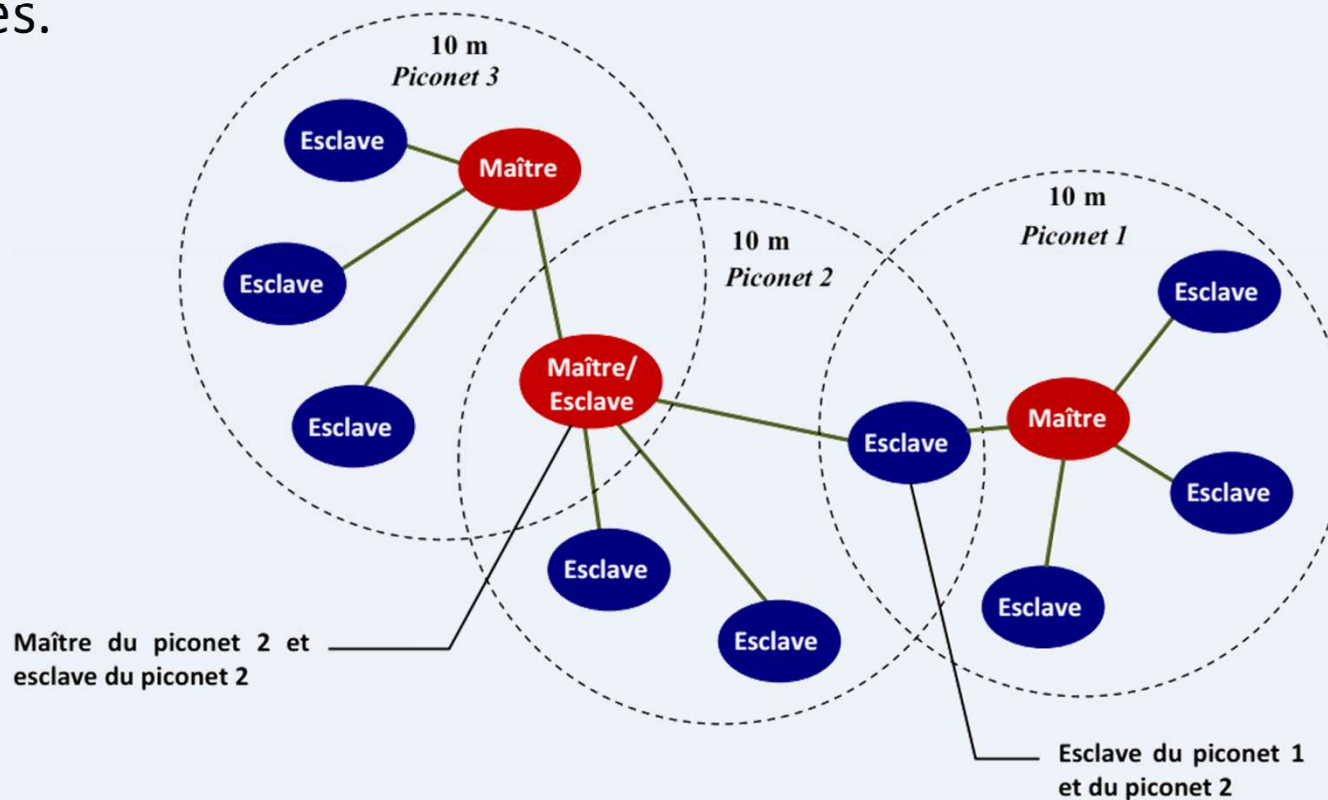 es.
10 m
Piconet 3
Esclave
Maître
Esclave
Esclave
10 m
Piconet 2
Maître/
Esclave
Esclave
Esclave
Esclave
10 m
Piconet 1
Esclave
Maître
Esclave
Esclave
Maître du piconet 2 et
esclave du piconet 2
Esclave du piconet 1
et du piconet 2